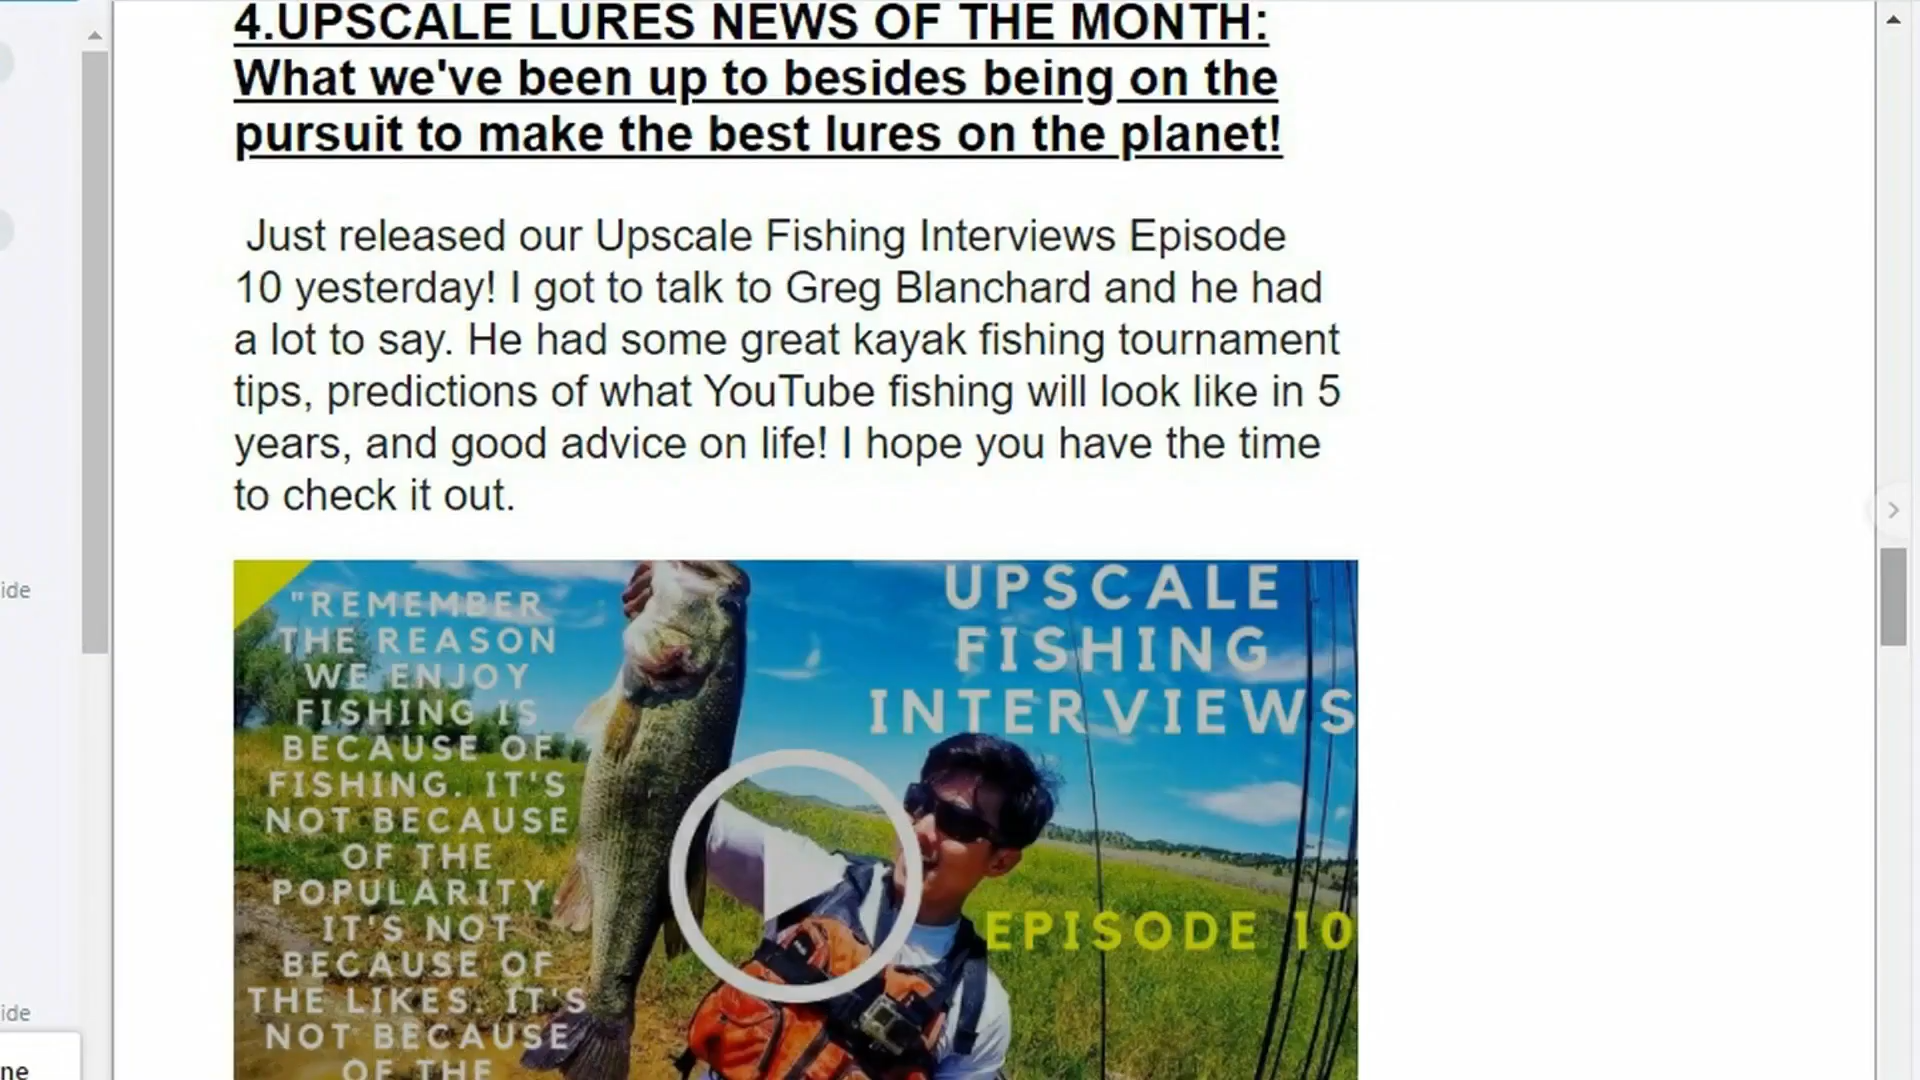 4.UPSCALE LURES NEWS OF THE MONTH:
What we've been up to besides being on the
pursuit to make the best lures on the planet!
Just released our Upscale Fishing Interviews Episode
10 yesterday! I got to talk to Greg Blanchard and he had
a lot to say. He had some great kayak fishing tournament
tips, predictions of what YouTube fishing will look like in 5
years, and good advice on life! I hope you have the time
to check it out.
"REMEMBER
THE REASON
WE ENJOY
FISHING IS
BECAUSE OF
FISHING. IT'S
NOT BECAUSE
OF THE
POPULARITY.
IT'S NOT
BECAUSE OF
THE LIKES. IT'S
NOT BECAUSE
OF THE
UPSCALE
FISHING
INTERVIEWS
EPISODE 10
ide
ide
ne